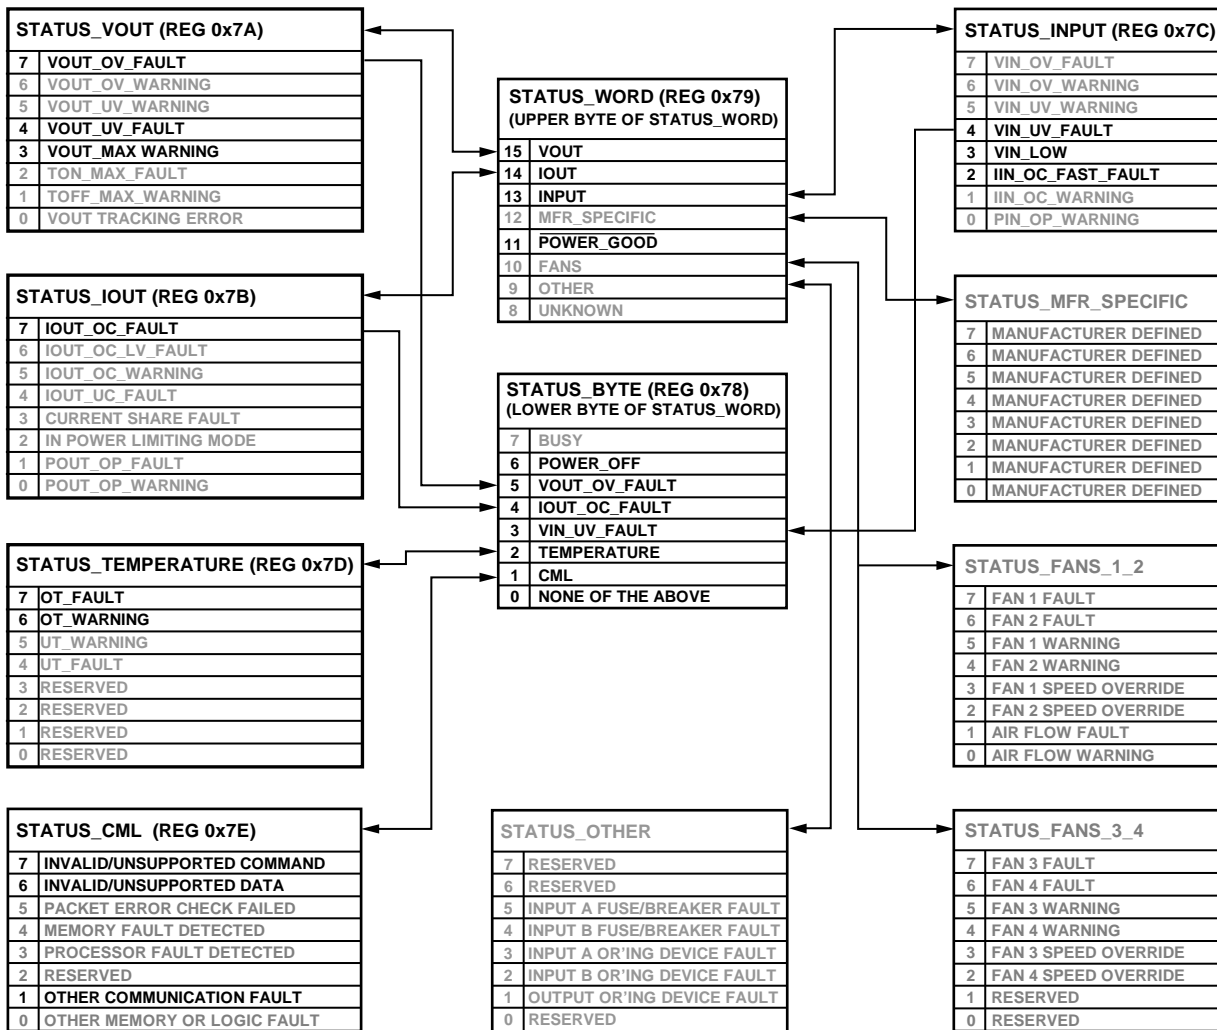 STATUS_VOUT (REG 0x7A)
7 VOUT_OV_FAULT
6 VOUT_OV_WARNING
5 VOUT_UV_WARNING
4 VOUT_UV_FAULT
3 VOUT_MAX WARNING
2 TON_MAX_FAULT
1 TOFF_MAX_WARNING
0 VOUT TRACKING ERROR
STATUS_IOUT (REG 0x7B)
7 IOUT_OC_FAULT
6 IOUT_OC_LV_FAULT
5 IOUT_OC_WARNING
4 IOUT_UC_FAULT
3 CURRENT SHARE FAULT
2 IN POWER LIMITING MODE
1 POUT_OP_FAULT
0 POUT_OP_WARNING
STATUS_TEMPERATURE (REG 0x7D)
7 OT_FAULT
6 OT_WARNING
5 UT_WARNING
4 UT_FAULT
3 RESERVED
2 RESERVED
1 RESERVED
0 RESERVED
STATUS_CML (REG 0x7E)
7 INVALID/UNSUPPORTED COMMAND
6 INVALID/UNSUPPORTED DATA
5 PACKET ERROR CHECK FAILED
4 MEMORY FAULT DETECTED
3 PROCESSOR FAULT DETECTED
2 RESERVED
1 OTHER COMMUNICATION FAULT
0 OTHER MEMORY OR LOGIC FAULT
STATUS_WORD (REG 0x79)
(UPPER BYTE OF STATUS_WORD)
15 VOUT
14 IOUT
13 INPUT
12 MFR_SPECIFIC
11 POWER_GOOD
10 FANS
9 OTHER
8 UNKNOWN
STATUS_BYTE (REG 0x78)
(LOWER BYTE OF STATUS_WORD)
7 BUSY
6 POWER_OFF
5 VOUT_OV_FAULT
4 IOUT_OC_FAULT
3 VIN_UV_FAULT
2 TEMPERATURE
1 CML
0 NONE OF THE ABOVE
STATUS_OTHER
7 RESERVED
6 RESERVED
5 INPUT A FUSE/BREAKER FAULT
4 INPUT B FUSE/BREAKER FAULT
3 INPUT A OR'ING DEVICE FAULT
2 INPUT B OR'ING DEVICE FAULT
1 OUTPUT OR'ING DEVICE FAULT
0 RESERVED
STATUS_INPUT (REG 0x7C)
7 VIN_OV_FAULT
6 VIN_OV_WARNING
5 VIN_UV_WARNING
4 VIN_UV_FAULT
3 VIN_LOW
2 IIN_OC_FAST_FAULT
1 IIN_OC_WARNING
0 PIN_OP_WARNING
STATUS_MFR_SPECIFIC
7 MANUFACTURER DEFINED
6 MANUFACTURER DEFINED
5 MANUFACTURER DEFINED
4 MANUFACTURER DEFINED
3 MANUFACTURER DEFINED
2 MANUFACTURER DEFINED
1 MANUFACTURER DEFINED
0 MANUFACTURER DEFINED
STATUS_FANS_1_2
7 FAN 1 FAULT
6 FAN 2 FAULT
5 FAN 1 WARNING
4 FAN 2 WARNING
3 FAN 1 SPEED OVERRIDE
2 FAN 2 SPEED OVERRIDE
1 AIR FLOW FAULT
0 AIR FLOW WARNING
STATUS_FANS_3_4
7 FAN 3 FAULT
6 FAN 4 FAULT
5 FAN 3 WARNING
4 FAN 4 WARNING
3 FAN 3 SPEED OVERRIDE
2 FAN 4 SPEED OVERRIDE
1 RESERVED
0 RESERVED